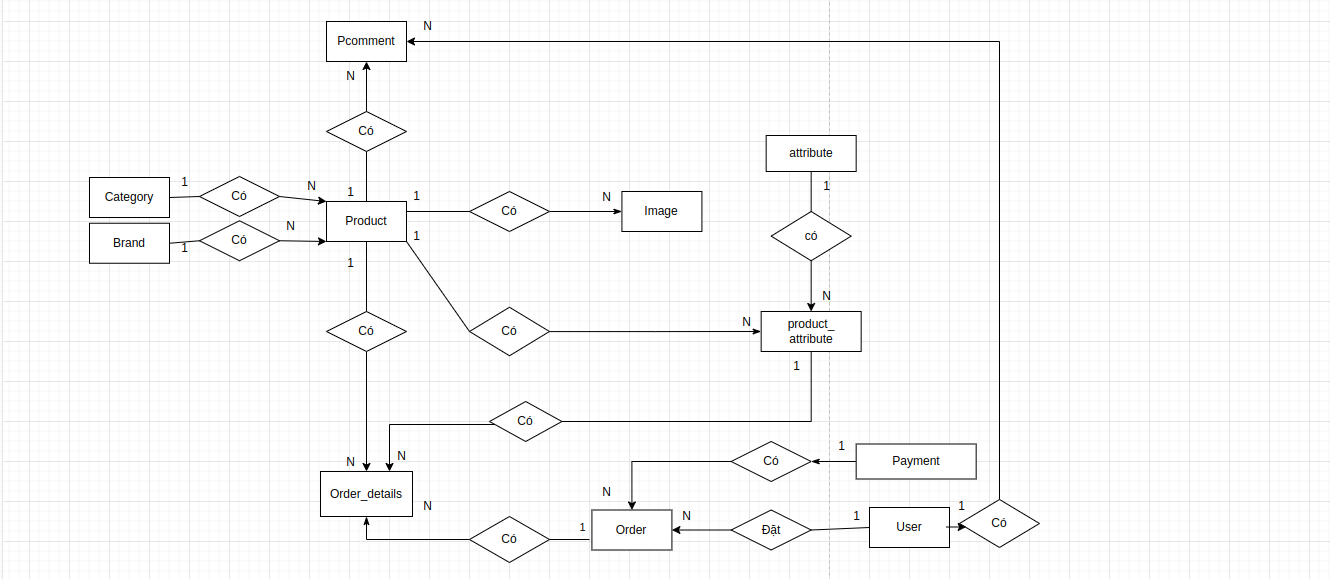 N
Pcomment
N
Có
attribute
1
Category
1
Có
N
1
1
Có
N
Image
Product
Brand
1
Có
N
1
có
1
N
Có
Có
N
product_
attribute
1
Có
N
N
Có
1
Payment
Order_details
N
N
N
1
1
Có
1
Order
Đặt
User
Có